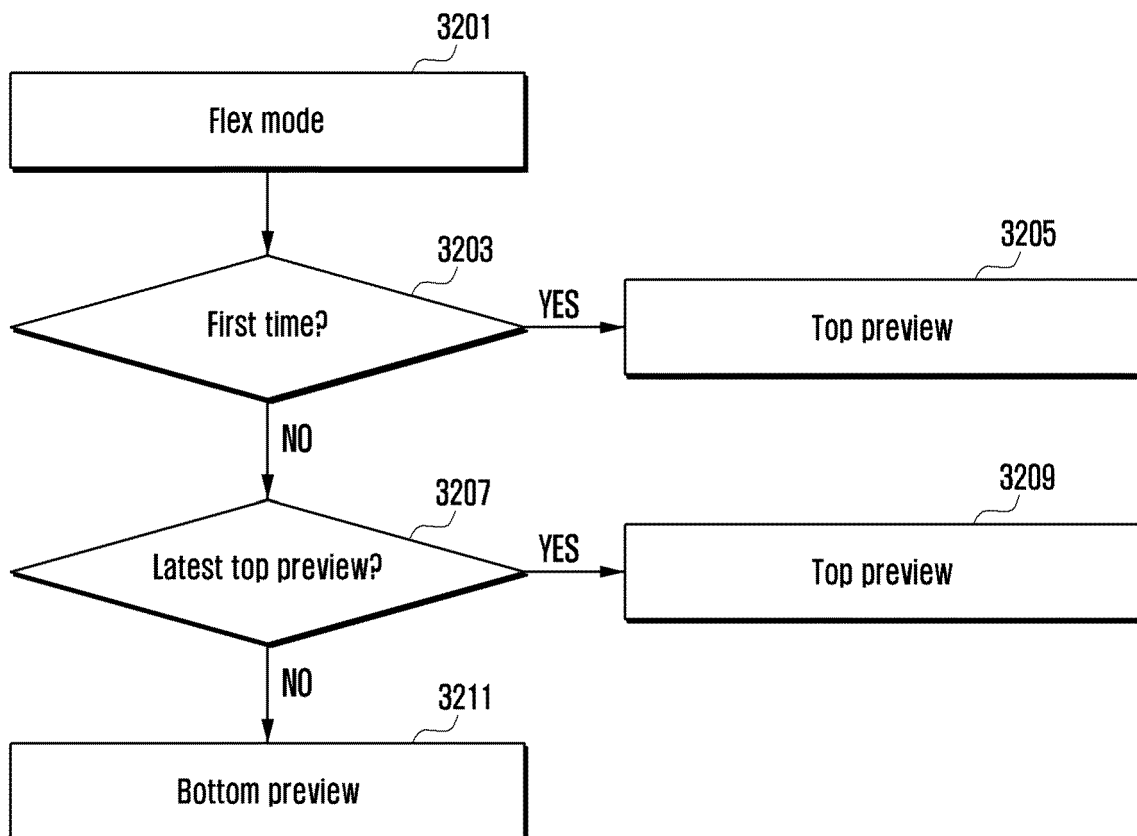 3201
Flex mode
3203
First time?
YES
3205
Top preview
NO
3207
Latest top preview?
YES
3209
Top preview
NO
3211
Bottom preview